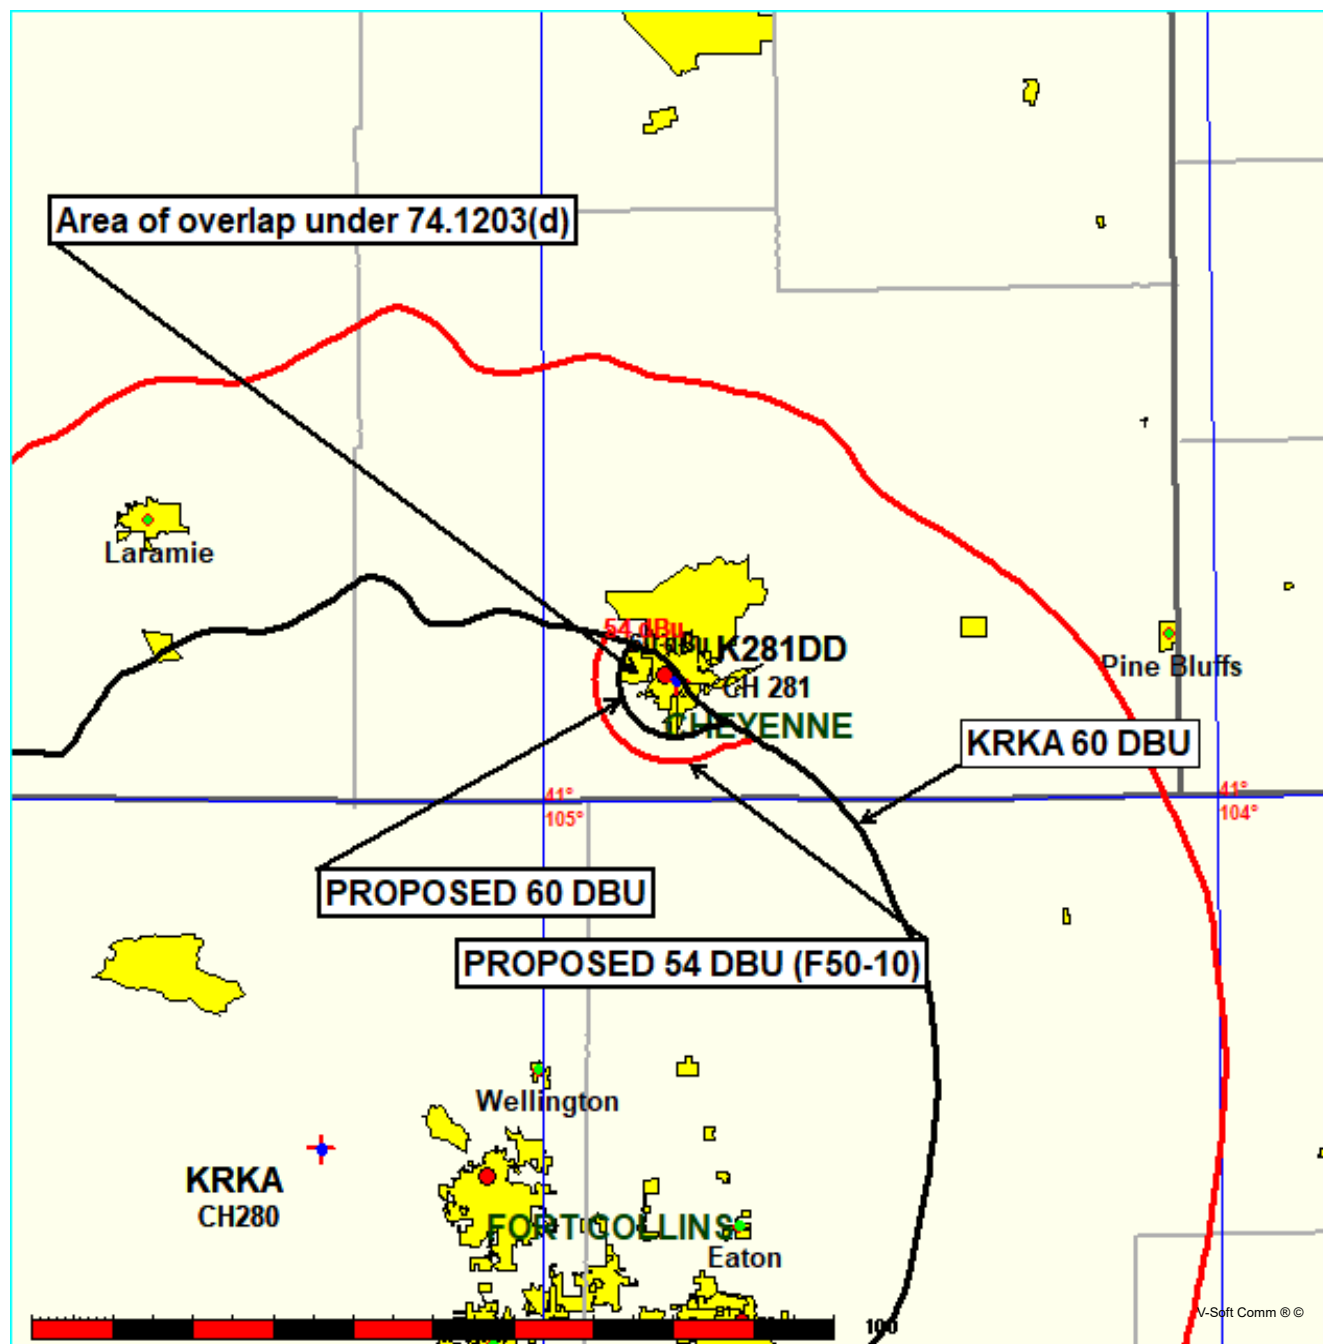 Area of overlap under 74.1203(d)
Laramie
54 dBu
60 dBu
K281DD
CH 281
Pine Bluffs
CHEYENNE
KRKA 60 DBU
41°
105°
41°
104°
PROPOSED 60 DBU
PROPOSED 54 DBU (F50-10)
Wellington
KRKA
CH280
FORT COLLINS
Eaton
V-Soft Comm ® ©
100